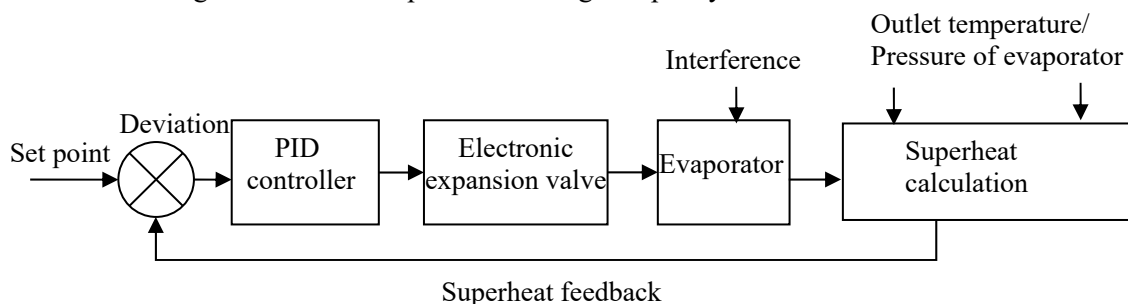 Outlet temperature/
Pressure of evaporator
Interference
Deviation
Set point
PID
controller
Electronic
expansion valve
Evaporator
Superheat
calculation
Superheat feedback